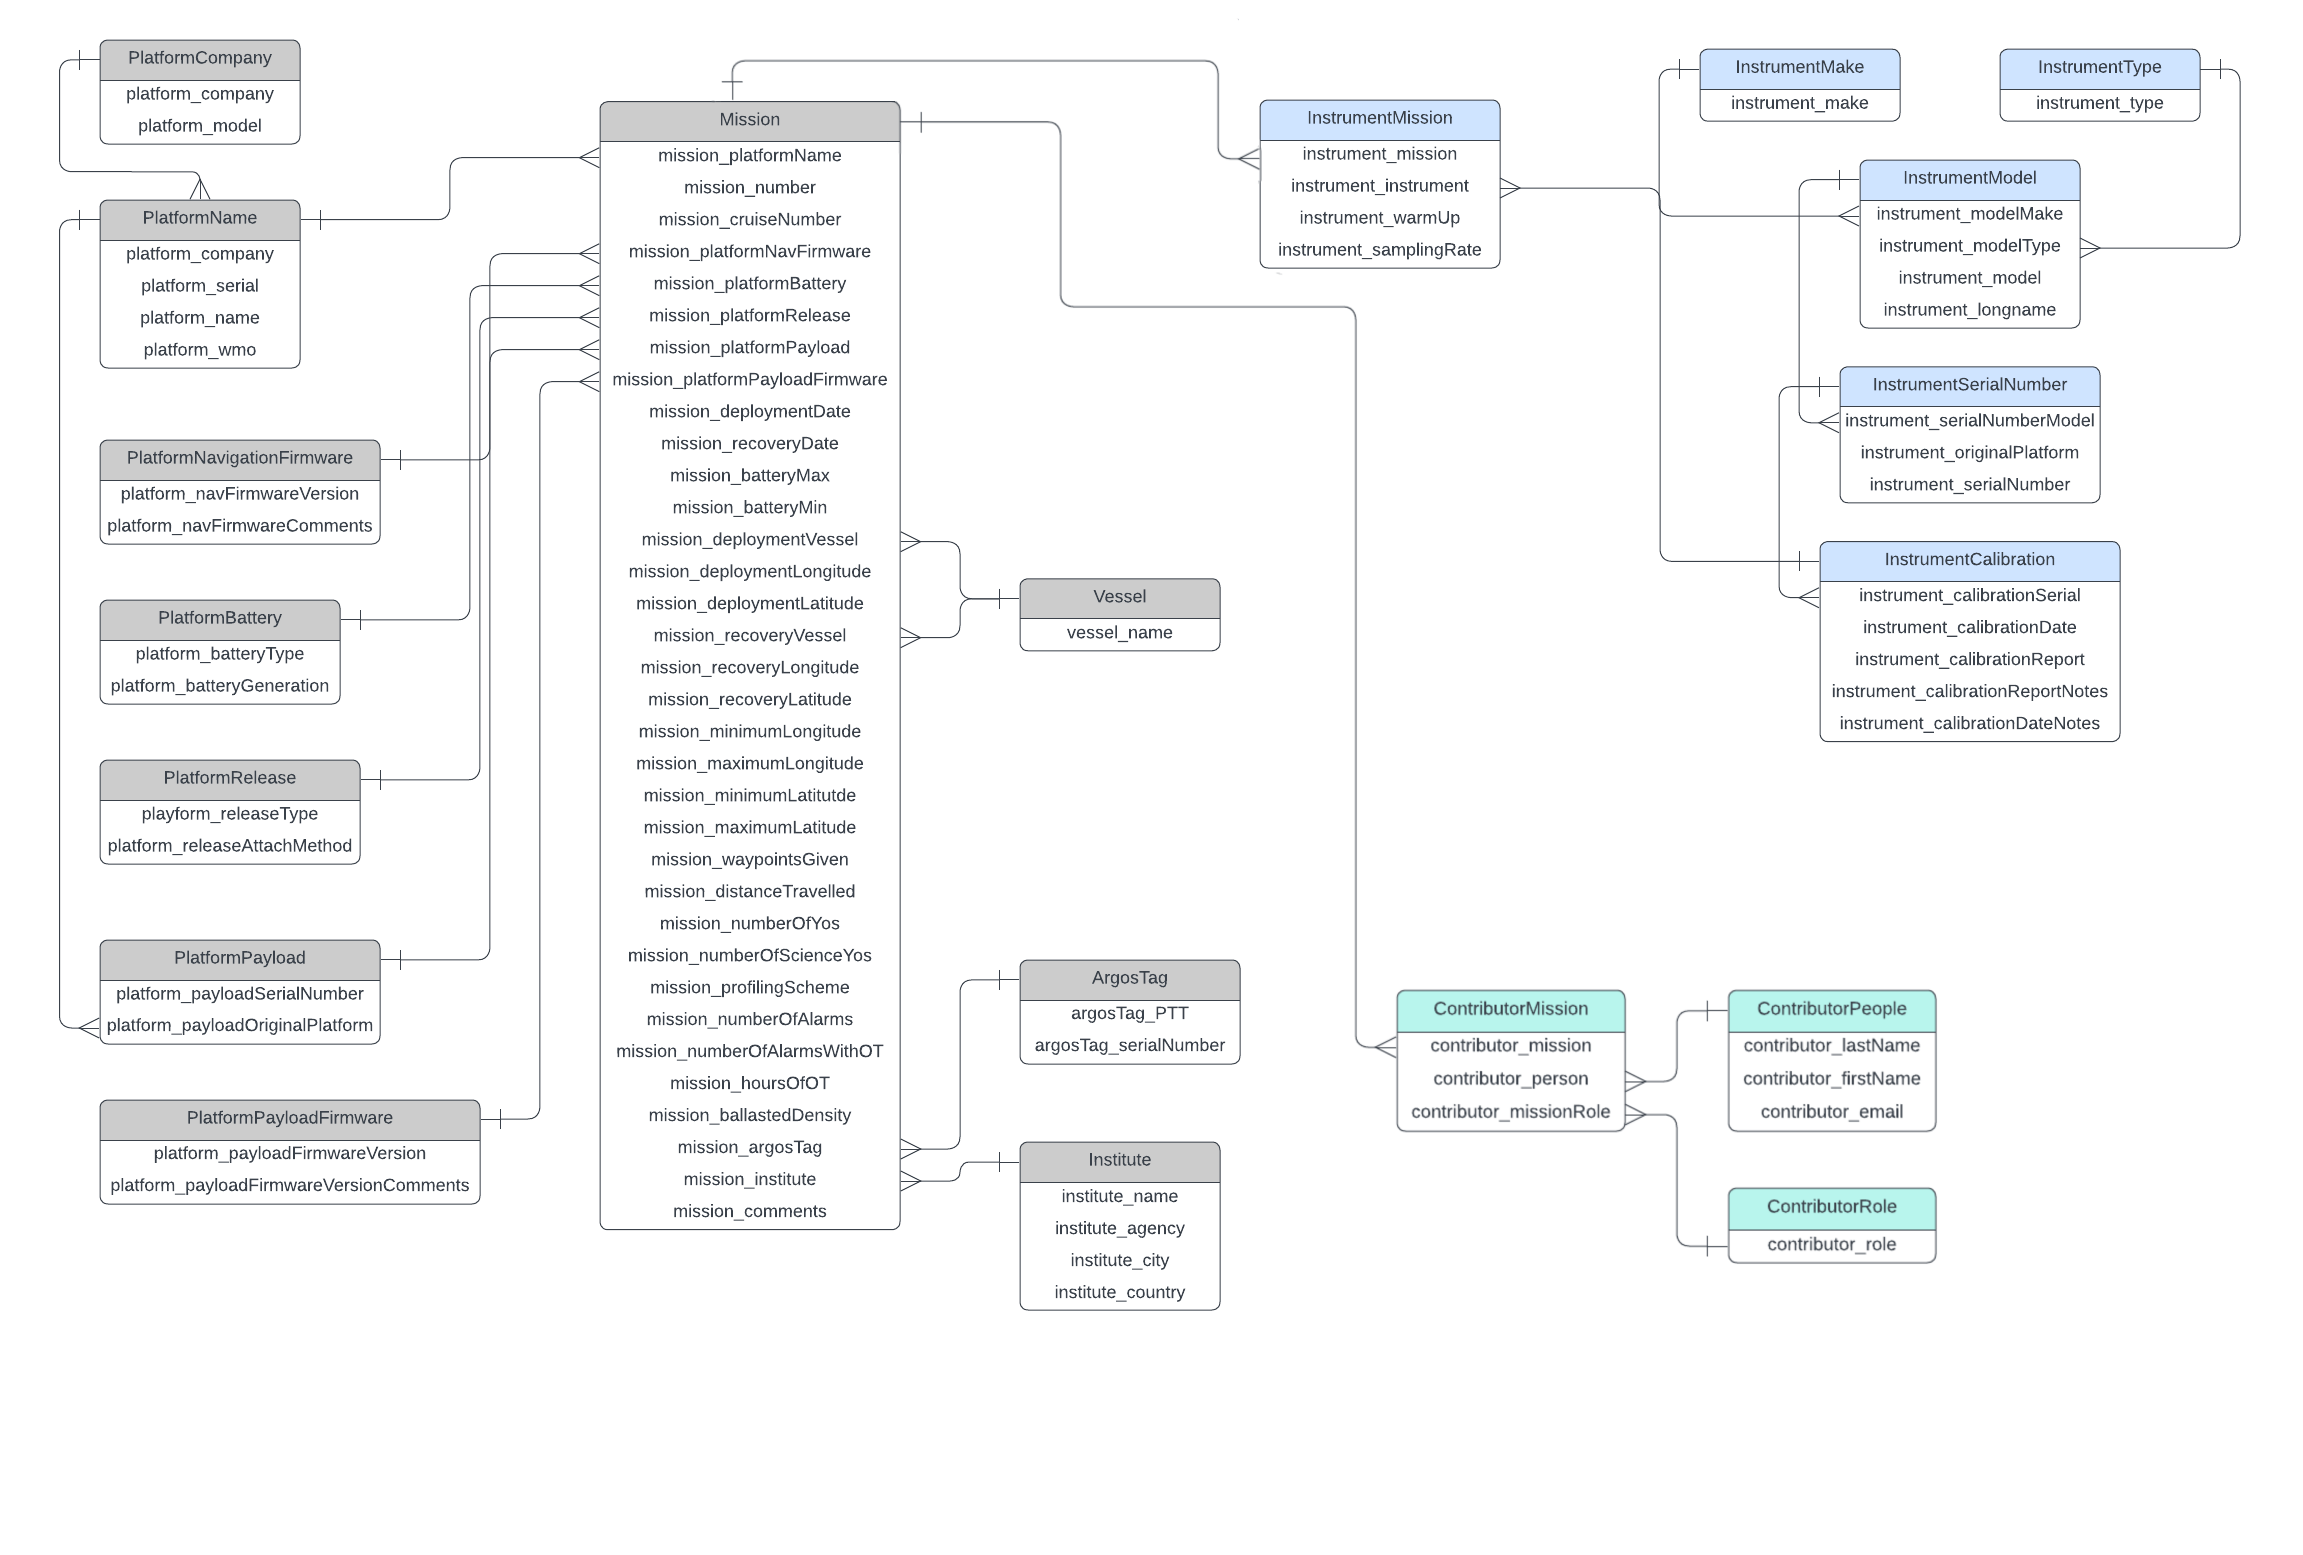 PlatformCompany
platform_company
platform_model
PlatformName
platform_company
platform_serial
platform_name
platform_wmo
PlatformNavigationFirmware
platform_navFirmwareVersion
platform_navFirmwareComments
PlatformBattery
platform_batteryType
platform_batteryGeneration
PlatformRelease
playform_releaseType
platform_releaseAttachMethod
PlatformPayload
platform_payloadSerialNumber
platform_payloadOriginalPlatform
PlatformPayloadFirmware
platform_payloadFirmwareVersion
platform_payloadFirmwareVersionComments
Mission
mission_platformName
mission_number
mission_cruiseNumber
mission_platformNavFirmware
mission_platformBattery
mission_platformRelease
mission_platformPayload
mission_platformPayloadFirmware
mission_deploymentDate
mission_recoveryDate
mission_batteryMax
mission_batteryMin
mission_deploymentVessel
mission_deploymentLongitude
mission_deploymentLatitude
mission_recoveryVessel
mission_recoveryLongitude
mission_recoveryLatitude
mission_minimumLongitude
mission_maximumLongitude
mission_minimumLatitutde
mission_maximumLatitude
mission_waypointsGiven
mission_distanceTravelled
mission_numberOfYos
mission_numberOfScienceYos
mission_profilingScheme
mission_numberOfAlarms
mission_numberOfAlarmsWithOT
mission_hoursOfOT
mission_ballastedDensity
mission_argosTag
mission_institute
mission_comments
Vessel
vessel_name
ArgosTag
argosTag_PTT
argosTag_serialNumber
Institute
institute_name
institute_agency
institute_city
institute_country
InstrumentMission
instrument_mission
instrument_instrument
instrument_warmUp
instrument_samplingRate
InstrumentMake
instrument_make
InstrumentType
instrument_type
InstrumentModel
instrument_modelMake
instrument_modelType
instrument_model
instrument_longname
InstrumentSerialNumber
instrument_serialNumberModel
instrument_originalPlatform
instrument_serialNumber
InstrumentCalibration
instrument_calibrationSerial
instrument_calibrationDate
instrument_calibrationReport
instrument_calibrationReportNotes
instrument_calibrationDateNotes
ContributorMission
contributor_mission
contributor_person
contributor_missionRole
ContributorPeople
contributor_lastName
contributor_firstName
contributor_email
ContributorRole
contributor_role